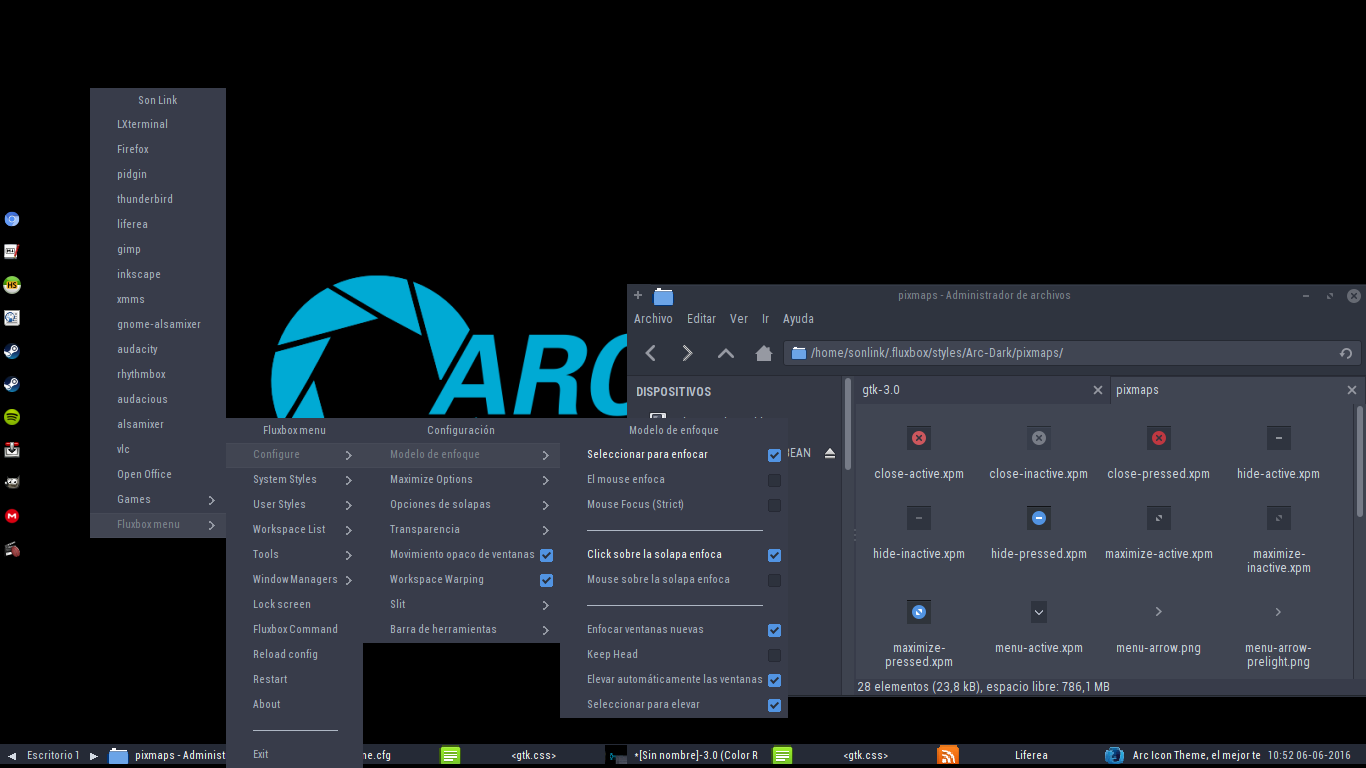 Son Link
LXterminal
Firefox
pidgin
thunderbird
liferea
gimp
inkscape
xmms
gnome-alsamixer
audacity
rhythmbox
audacious
alsamixer
vlc
Open Office
Games
Fluxbox menu
ARC
Fluxbox menu
Configure
System Styles
User Styles
Workspace List
Tools
Window Managers
Lock screen
Fluxbox Command
Reload config
Restart
About
Exit
Configuración
Modelo de enfoque
Maximize Options
Opciones de solapas
Transparencia
Movimiento opaco de ventanas
Workspace Warping
Slit
Barra de herramientas
Modelo de enfoque
Seleccionar para enfocar
El mouse enfoca
Mouse Focus (Strict)
Click sobre la solapa enfoca
Mouse sobre la solapa enfoca
Enfocar ventanas nuevas
Keep Head
Elevar automáticamente las ventanas
Seleccionar para elevar
pixmaps - Administrador de archivos
Archivo Editar Ver Ir Ayuda
/home/sonlink/.fluxbox/styles/Arc-Dark/pixmaps/
DISPOSITIVOS
BEAN
gtk-3.0
pixmaps
close-active.xpm
close-inactive.xpm
close-pressed.xpm
hide-active.xpm
hide-inactive.xpm
hide-pressed.xpm
maximize-active.xpm
maximize-
inactive.xpm
maximize-
pressed.xpm
menu-active.xpm
menu-arrow.png
menu-arrow-
prelight.png
28 elementos (23,8 kB), espacio libre: 786,1 MB
Escritorio 1
pixmaps - Administ
me.cfg
<gtk.css>
*[Sin nombre]-3.0 (Color R
<gtk.css>
Liferea
Arc Icon Theme, el mejor te
10:52 06-06-2016